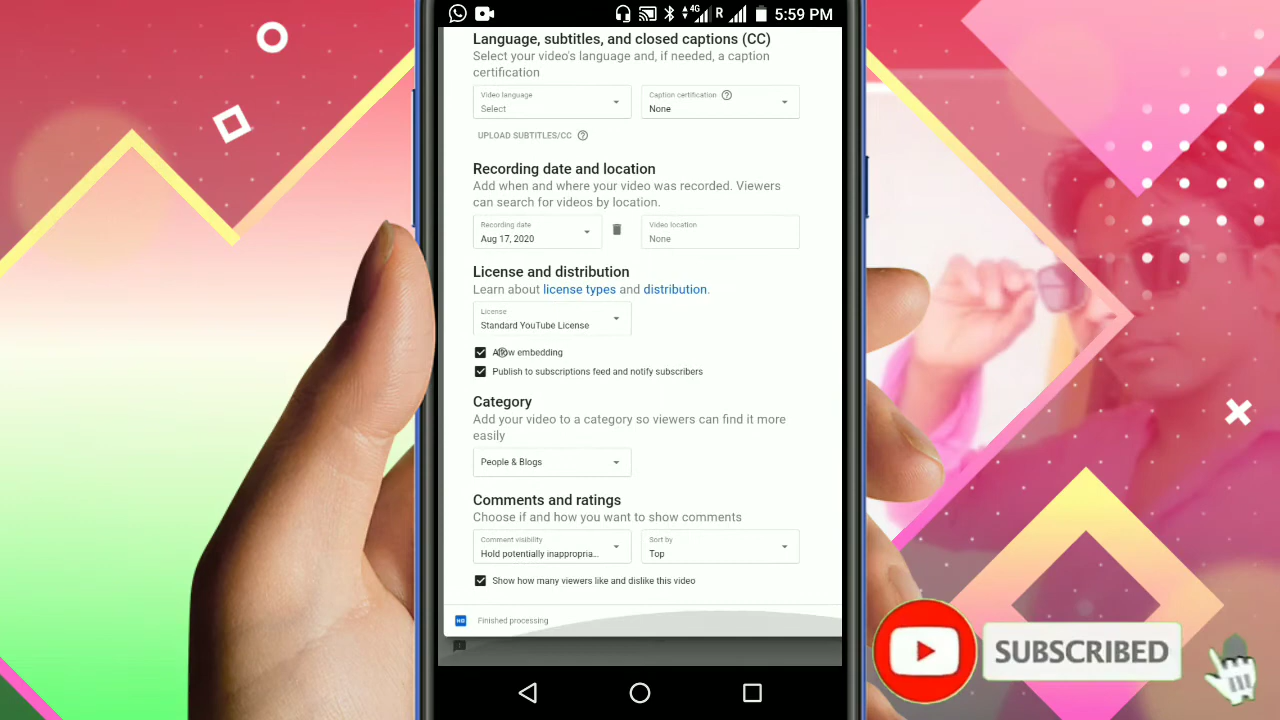 4G R 5:59 PM
Language, subtitles, and closed captions (CC)
Select your video's language and, if needed, a caption
certification
Video language
Select
Caption certification ?
None
UPLOAD SUBTITLES/CC ?
Recording date and location
Add when and where your video was recorded. Viewers
can search for videos by location.
Recording date
Aug 17, 2020
Video location
None
License and distribution
Learn about license types and distribution.
License
Standard YouTube License
Allow embedding
Publish to subscriptions feed and notify subscribers
Category
Add your video to a category so viewers can find it more
easily
People & Blogs
Comments and ratings
Choose if and how you want to show comments
Comment visibility
Hold potentially inappropria...
Sort by
Top
Show how many viewers like and dislike this video
HD Finished processing
SUBSCRIBED